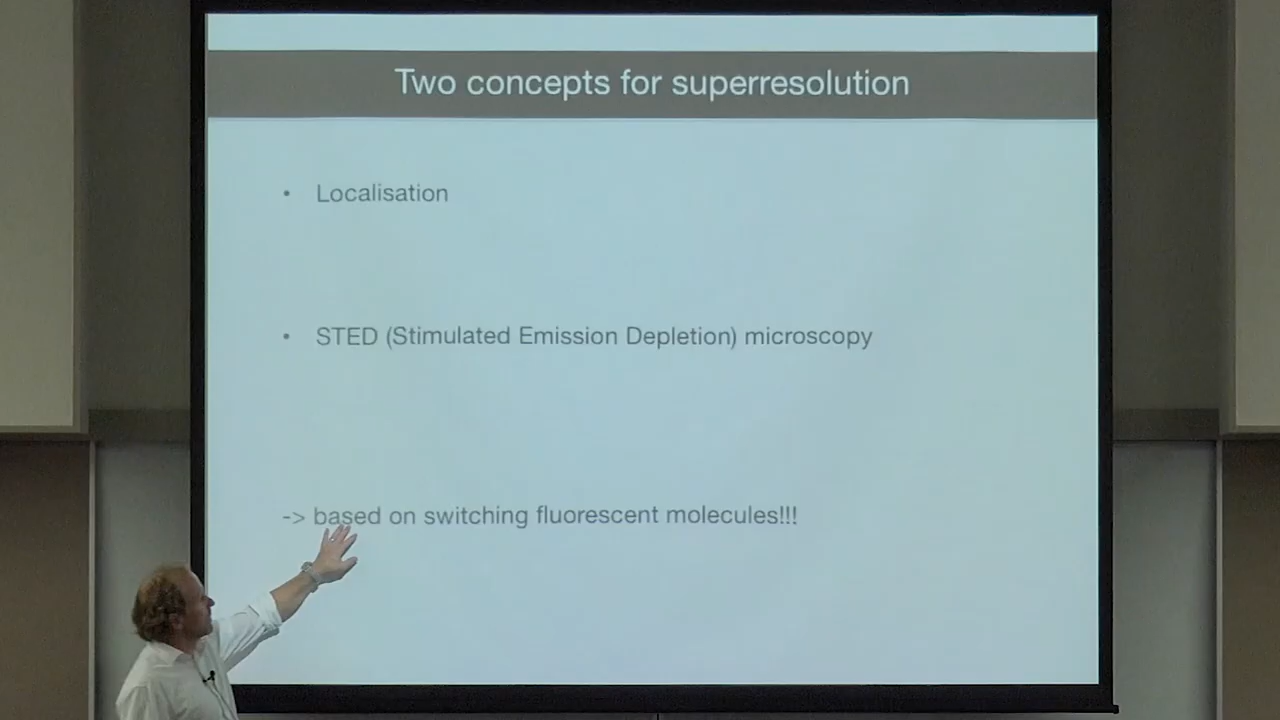 Two concepts for superresolution
• Localisation
• STED (Stimulated Emission Depletion) microscopy
-> based on switching fluorescent molecules!!!